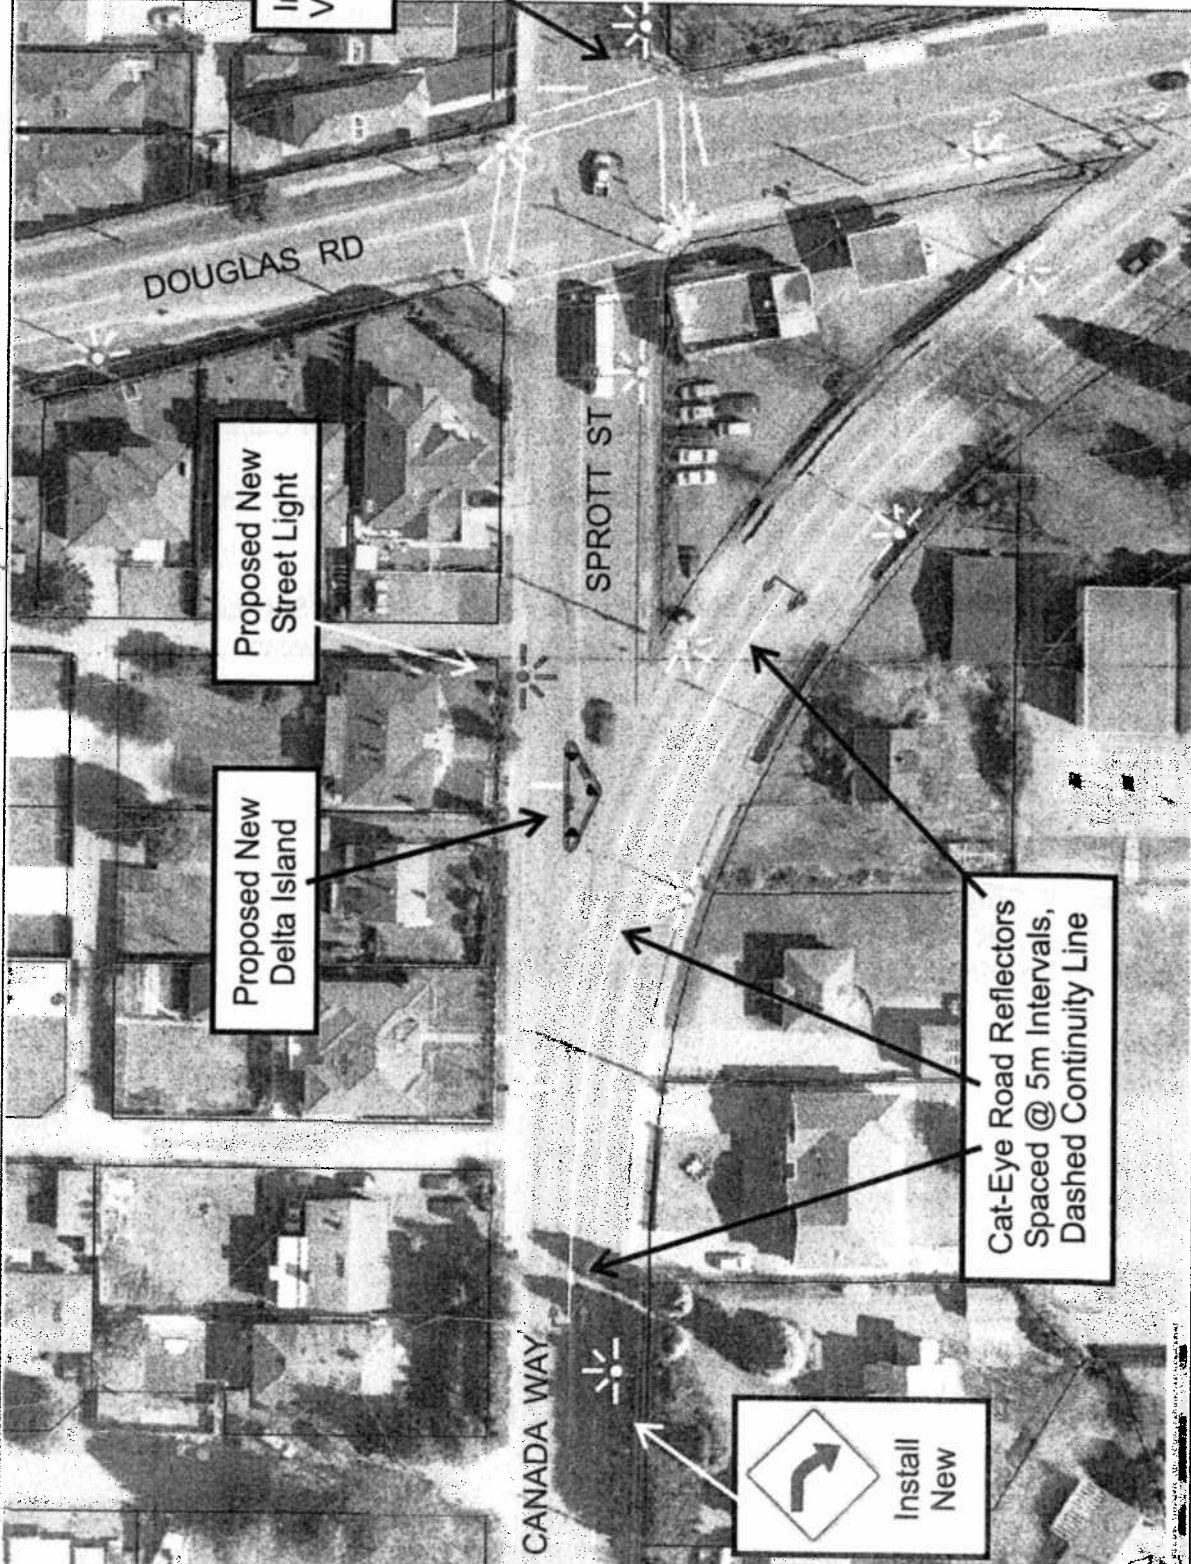 DOUGLAS RD
Proposed New
Street Light
SPROTT ST
Proposed New
Delta Island
Cat-Eye Road Reflectors
Spaced @ 5m Intervals,
Dashed Continuity Line
CANADA WAY
Install
New